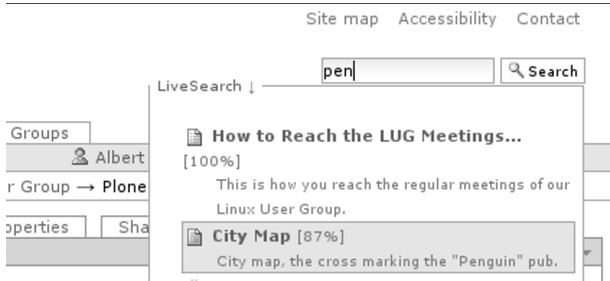 Site map Accessibility Contact
pen Search
LiveSearch ↓
Groups
How to Reach the LUG Meetings...
Albert
[100%]
r Group → Plone
This is how you reach the regular meetings of our
Linux User Group.
operties Sha
City Map [87%]
City map, the cross marking the "Penguin" pub.